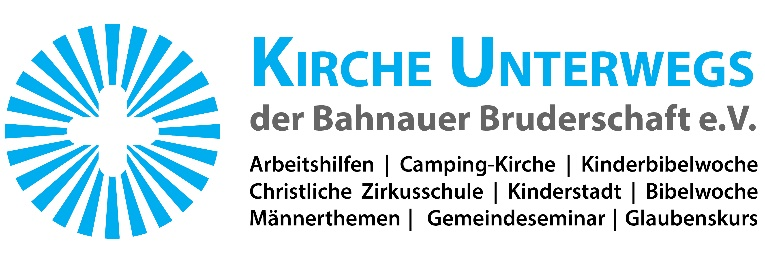 KIRCHE UNTERWEGS
der Bahnauer Bruderschaft e.V.
Arbeitshilfen | Camping-Kirche | Kinderbibelwoche
Christliche Zirkusschule | Kinderstadt | Bibelwoche
Männerthemen | Gemeindeseminar | Glaubenskurs